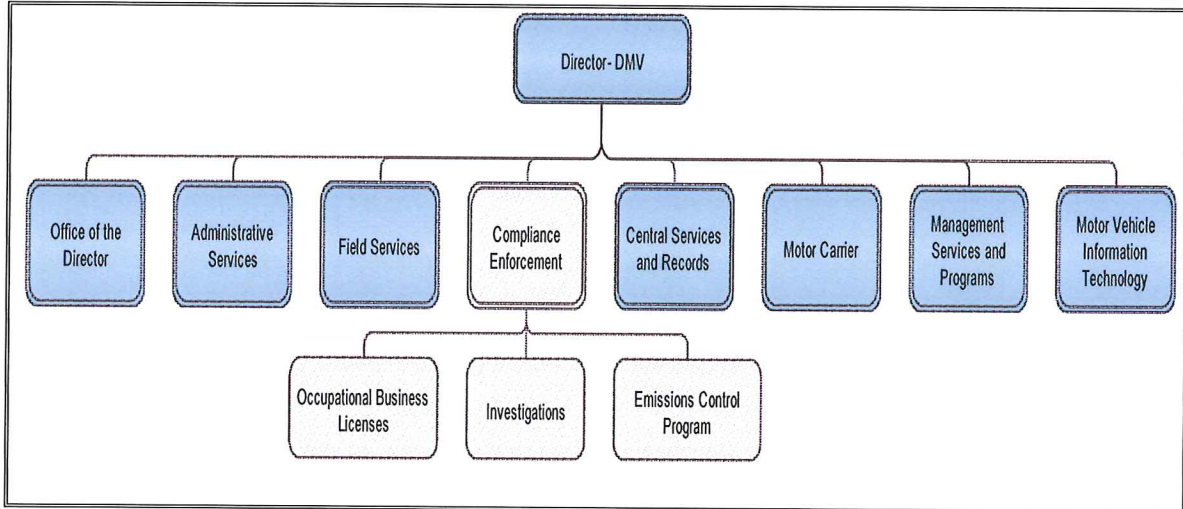 Director- DMV
Office of the
Director
Administrative
Services
Field Services
Compliance
Enforcement
Central Services
and Records
Motor Carrier
Management
Services and
Programs
Motor Vehicle
Information
Technology
Occupational Business
Licenses
Investigations
Emissions Control
Program